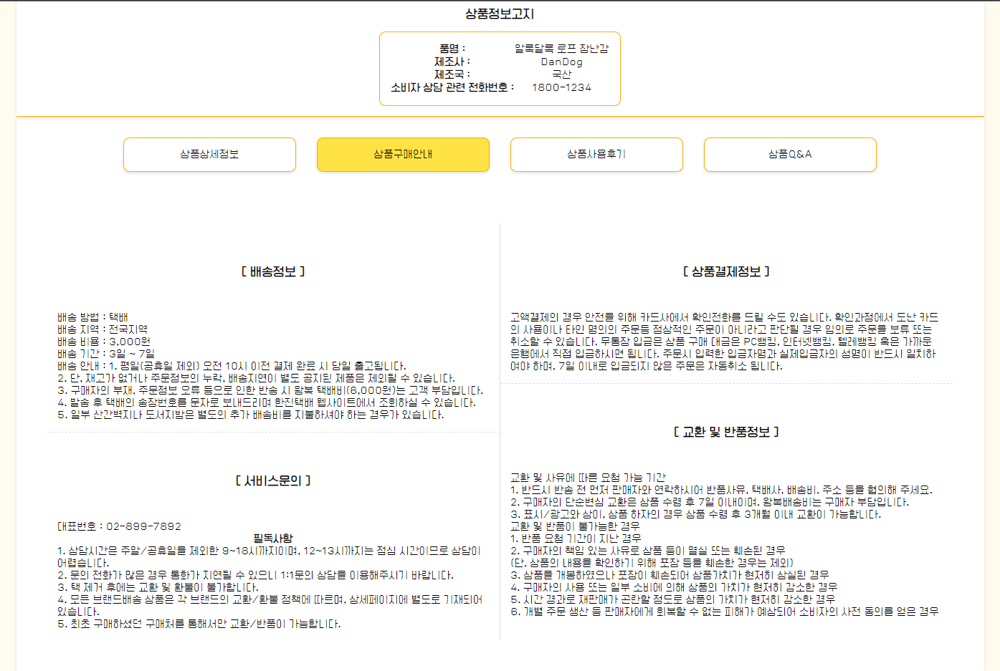 상품정보고지
품명 : 알록달록 로프 장난감
제조사 : DanDog
제조국 : 국산
소비자 상담 관련 전화번호 : 1800-1234
상품상세정보
상품구매안내
상품사용후기
상품Q&A
[ 배송정보 ]
배송 방법 : 택배
배송 지역 : 전국지역
배송 비용 : 3,000원
배송 기간 : 3일 ~ 7일
배송 안내 : 1. 평일(공휴일 제외) 오전 10시 이전 결제 완료 시 당일 출고됩니다.
2. 단, 재고가 없거나 주문정보의 누락, 배송지연이 별도 공지된 제품은 제외될 수 있습니다.
3. 구매자의 부재, 주문정보 오류 등으로 인한 반송 시 왕복 택배비(6,000원)는 고객 부담입니다.
4. 발송 후 택배의 송장번호를 문자로 보내드리며 한진택배 웹사이트에서 조회하실 수 있습니다.
5. 일부 산간벽지나 도서지방은 별도의 추가 배송비를 지불하셔야 하는 경우가 있습니다.
[ 서비스문의 ]
대표번호 : 02-899-7892
필독사항
1. 상담시간은 주말/공휴일를 제외한 9~18시까지이며, 12~13시까지는 점심 시간이므로 상담이
어렵습니다.
2. 문의 전화가 많은 경우 통화가 지연될 수 있으니 1:1문의 상담를 이용해주시기 바랍니다.
3. 택 제거 후에는 교환 및 환불이 불가합니다.
4. 모든 브랜드배송 상품은 각 브랜드의 교환/환불 정책에 따르며, 상세페이지에 별도로 기재되어
있습니다.
5. 최초 구매하셨던 구매처를 통해서만 교환/반품이 가능합니다.
[ 상품결제정보 ]
고액결제의 경우 안전를 위해 카드사에서 확인전화를 드릴 수도 있습니다. 확인과정에서 도난 카드
의 사용이나 타인 명의의 주문등 정상적인 주문이 아니라고 판단될 경우 임의로 주문를 보류 또는
취소할 수 있습니다. 무통장 입금은 상품 구매 대금은 PC뱅킹, 인터넷뱅킹, 텔레뱅킹 혹은 가까운
은행에서 직접 입금하시면 됩니다. 주문시 입력한 입금자명과 실제입금자의 성명이 반드시 일치하
여야 하며, 7일 이내로 입금되지 않은 주문은 자동취소 됩니다.
[ 교환 및 반품정보 ]
교환 및 사유에 따른 요청 가능 기간
1. 반드시 반송 전 먼저 판매자와 연락하시어 반품사유, 택배사, 배송비, 주소 등를 협의해 주세요.
2. 구매자의 단순변심 교환은 상품 수령 후 7일 이내이며, 왕복배송비는 구매자 부담입니다.
3. 표시/광고와 상이, 상품 하자의 경우 상품 수령 후 3개월 이내 교환이 가능합니다.
교환 및 반품이 불가능한 경우
1. 반품 요청 기간이 지난 경우
2. 구매자의 책임 있는 사유로 상품 등이 멸실 또는 훼손된 경우
(단, 상품의 내용를 확인하기 위해 포장 등를 훼손한 경우는 제외)
3. 상품를 개봉하였으나 포장이 훼손되어 상품가치가 현저히 상실된 경우
4. 구매자의 사용 또는 일부 소비에 의해 상품의 가치가 현저히 감소한 경우
5. 시간 경과로 재판매가 곤란할 정도로 상품의 가치가 현저히 감소한 경우
6. 개별 주문 생산 등 판매자에게 회복할 수 없는 피해가 예상되어 소비자의 사전 동의를 얻은 경우